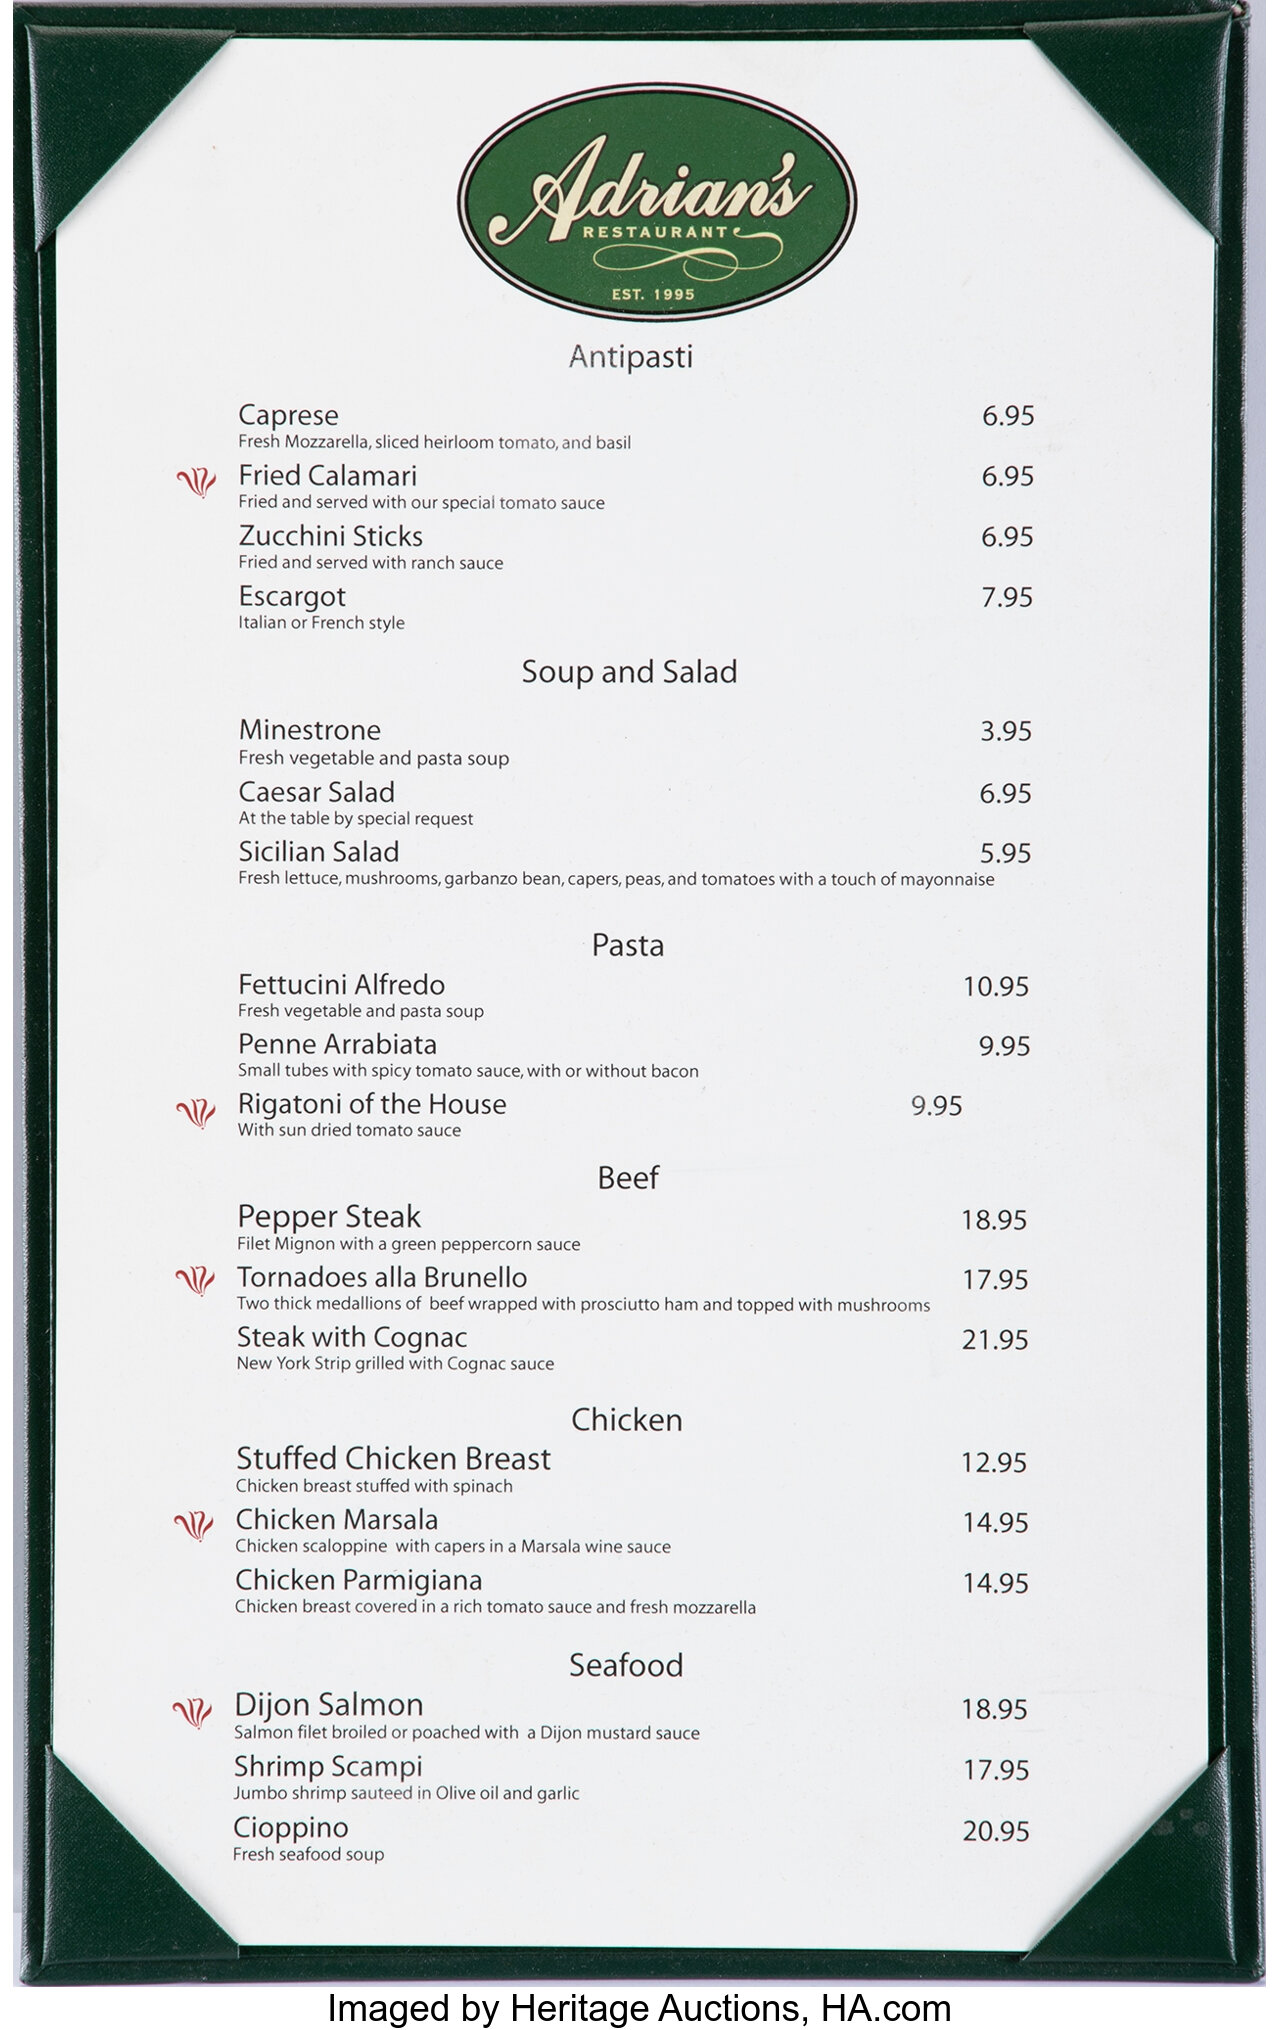 Adrian's
RESTAURANT
EST. 1995
Antipasti
Caprese 6.95
Fresh Mozzarella, sliced heirloom tomato, and basil
Fried Calamari 6.95
Fried and served with our special tomato sauce
Zucchini Sticks 6.95
Fried and served with ranch sauce
Escargot 7.95
Italian or French style
Soup and Salad
Minestrone 3.95
Fresh vegetable and pasta soup
Caesar Salad 6.95
At the table by special request
Sicilian Salad 5.95
Fresh lettuce, mushrooms, garbanzo bean, capers, peas, and tomatoes with a touch of mayonnaise
Pasta
Fettucini Alfredo 10.95
Fresh vegetable and pasta soup
Penne Arrabiata 9.95
Small tubes with spicy tomato sauce, with or without bacon
Rigatoni of the House 9.95
With sun dried tomato sauce
Beef
Pepper Steak 18.95
Filet Mignon with a green peppercorn sauce
Tornadoes alla Brunello 17.95
Two thick medallions of beef wrapped with prosciutto ham and topped with mushrooms
Steak with Cognac 21.95
New York Strip grilled with Cognac sauce
Chicken
Stuffed Chicken Breast 12.95
Chicken breast stuffed with spinach
Chicken Marsala 14.95
Chicken scaloppine with capers in a Marsala wine sauce
Chicken Parmigiana 14.95
Chicken breast covered in a rich tomato sauce and fresh mozzarella
Seafood
Dijon Salmon 18.95
Salmon filet broiled or poached with a Dijon mustard sauce
Shrimp Scampi 17.95
Jumbo shrimp sauteed in Olive oil and garlic
Cioppino 20.95
Fresh seafood soup
Imaged by Heritage Auctions, HA.com